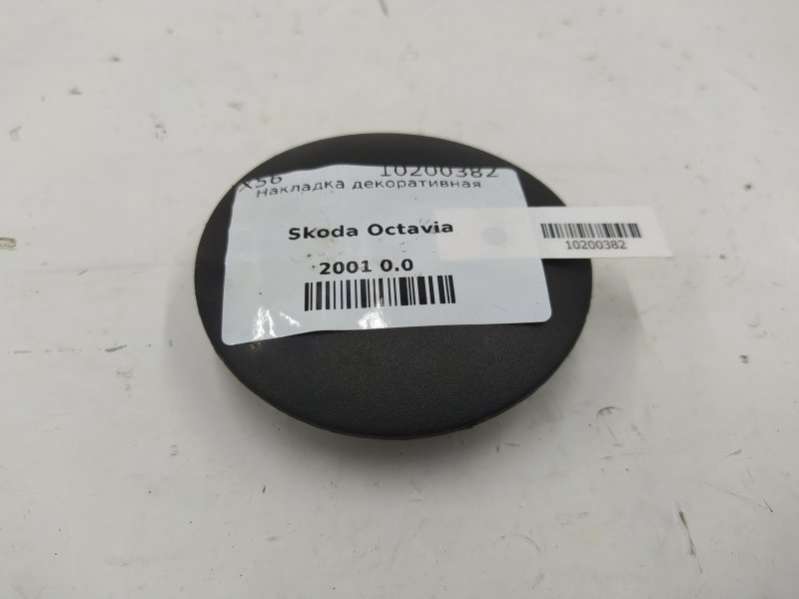 x56 10200382
Накладка декоративная
Skoda Octavia
2001 0.0
10200382